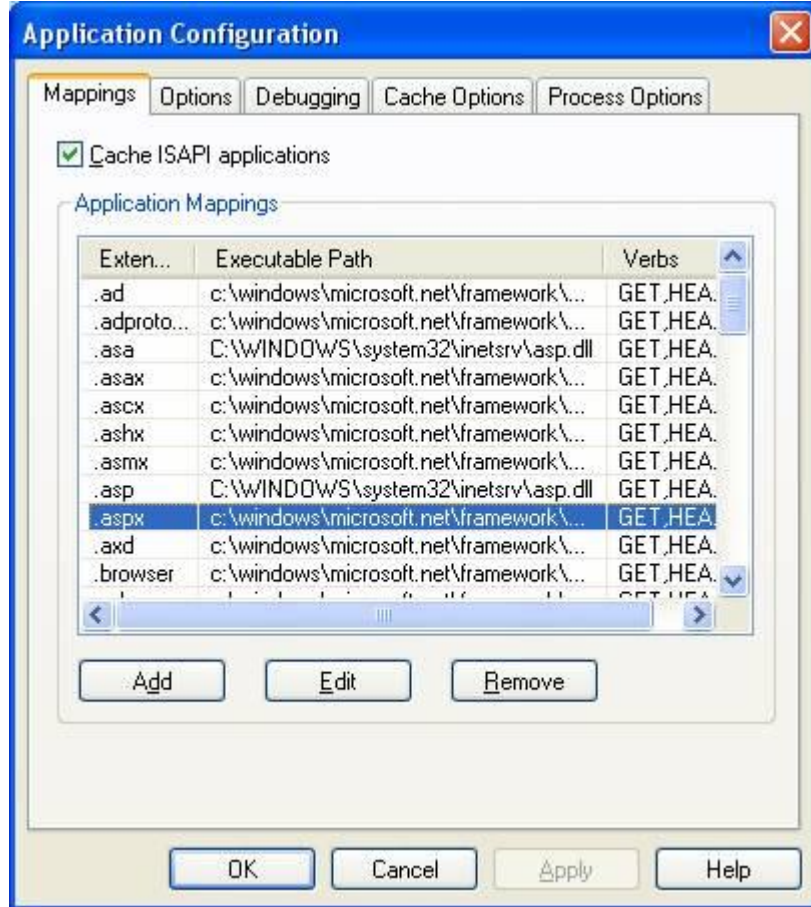 Application Configuration
Mappings Options Debugging Cache Options Process Options
Cache ISAPI applications
Application Mappings
Exten... Executable Path Verbs
.ad c:\windows\microsoft.net\framework\... GET,HEA.
.adproto... c:\windows\microsoft.net\framework\... GET,HEA.
.asa C:\WINDOWS\system32\inetsrv\asp.dll GET,HEA.
.asax c:\windows\microsoft.net\framework\... GET,HEA.
.ascx c:\windows\microsoft.net\framework\... GET,HEA.
.ashx c:\windows\microsoft.net\framework\... GET,HEA.
.asmx c:\windows\microsoft.net\framework\... GET,HEA.
.asp C:\WINDOWS\system32\inetsrv\asp.dll GET,HEA.
.aspx c:\windows\microsoft.net\framework\... GET,HEA.
.axd c:\windows\microsoft.net\framework\... GET,HEA.
.browser c:\windows\microsoft.net\framework\... GET,HEA.
Add Edit Remove
OK Cancel Apply Help